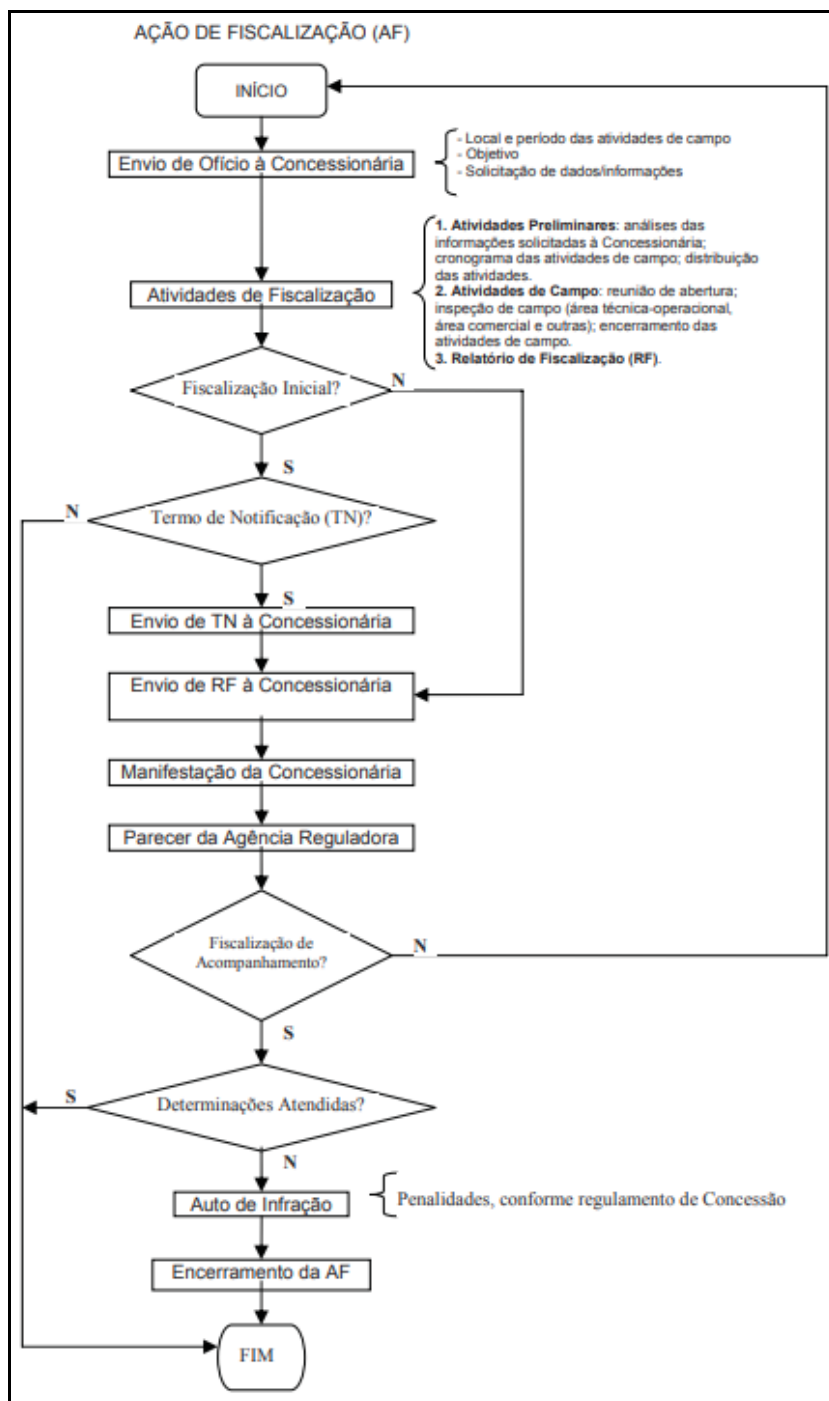 AÇÃO DE FISCALIZAÇÃO (AF)
INÍCIO
Envio de Ofício à Concessionária
- Local e período das atividades de campo
- Objetivo
- Solicitação de dados/informações
Atividades de Fiscalização
1. Atividades Preliminares: análises das
informações solicitadas à Concessionária;
cronograma das atividades de campo; distribuição
das atividades.
2. Atividades de Campo: reunião de abertura;
inspeção de campo (área técnica-operacional,
área comercial e outras); encerramento das
atividades de campo.
3. Relatório de Fiscalização (RF).
Fiscalização Inicial?
N
S
Termo de Notificação (TN)?
N
S
Envio de TN à Concessionária
Envio de RF à Concessionária
Manifestação da Concessionária
Parecer da Agência Reguladora
Fiscalização de
Acompanhamento?
N
S
Determinações Atendidas?
S
N
Auto de Infração
Penalidades, conforme regulamento de Concessão
Encerramento da AF
FIM